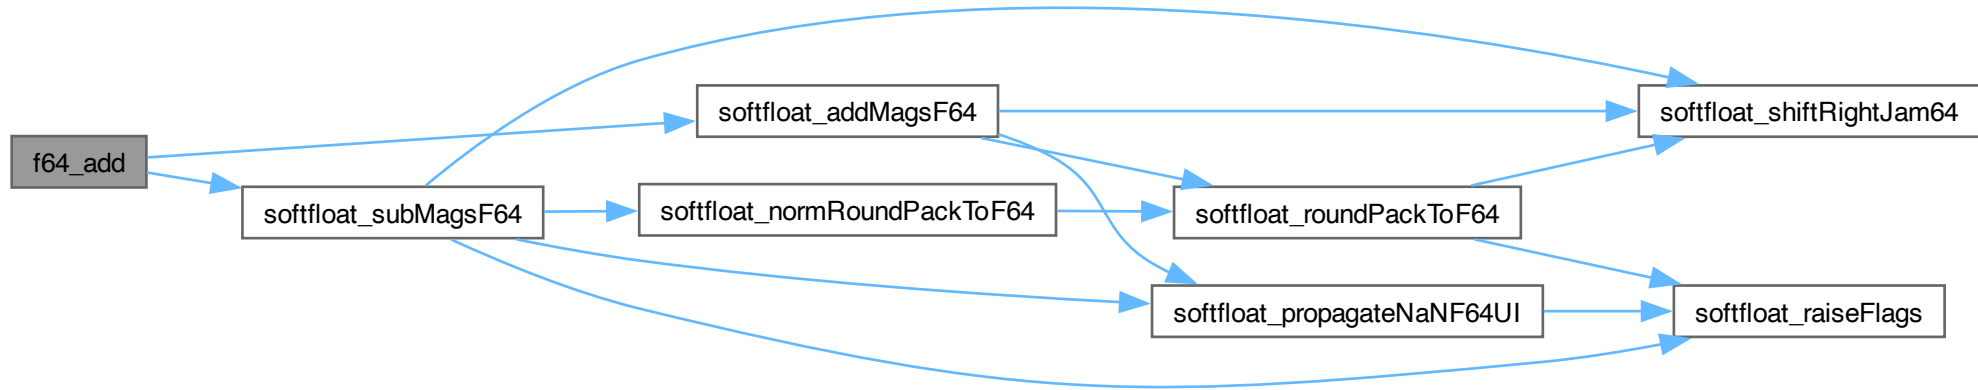 f64_add
softfloat_addMagsF64
softfloat_subMagsF64
softfloat_normRoundPackToF64
softfloat_roundPackToF64
softfloat_propagateNaNF64UI
softfloat_shiftRightJam64
softfloat_raiseFlags